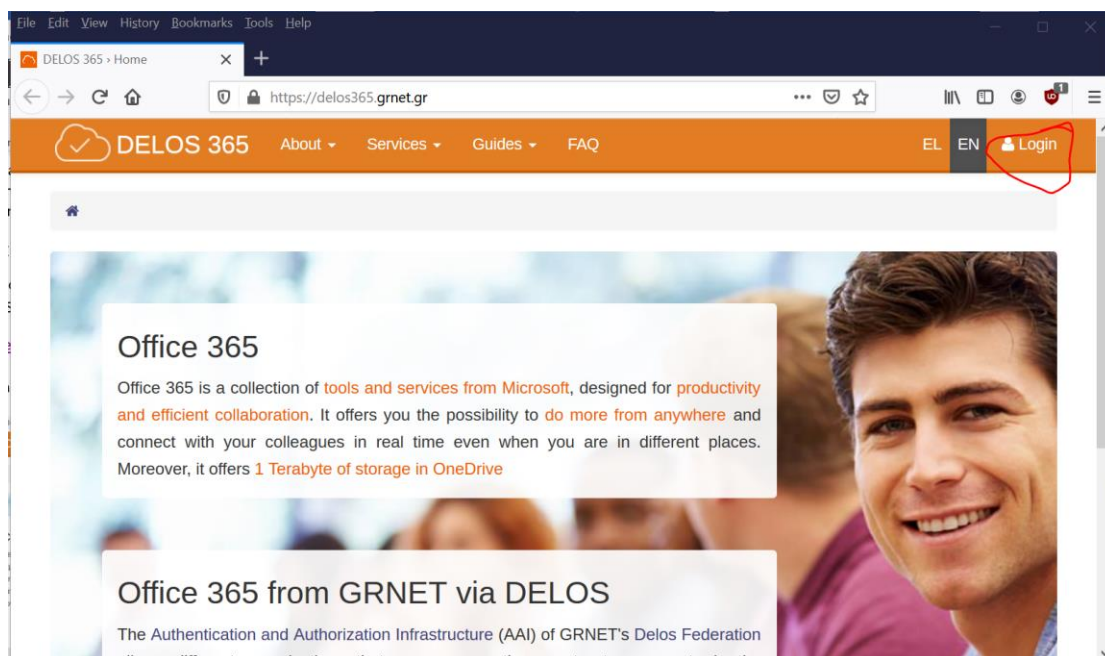 File Edit View History Bookmarks Tools Help
DELOS 365 › Home
https://delos365.grnet.gr
1
DELOS 365 About Services Guides FAQ EL EN Login
Office 365
Office 365 is a collection of tools and services from Microsoft, designed for productivity
and efficient collaboration. It offers you the possibility to do more from anywhere and
connect with your colleagues in real time even when you are in different places.
Moreover, it offers 1 Terabyte of storage in OneDrive
Office 365 from GRNET via DELOS
The Authentication and Authorization Infrastructure (AAI) of GRNET's Delos Federation